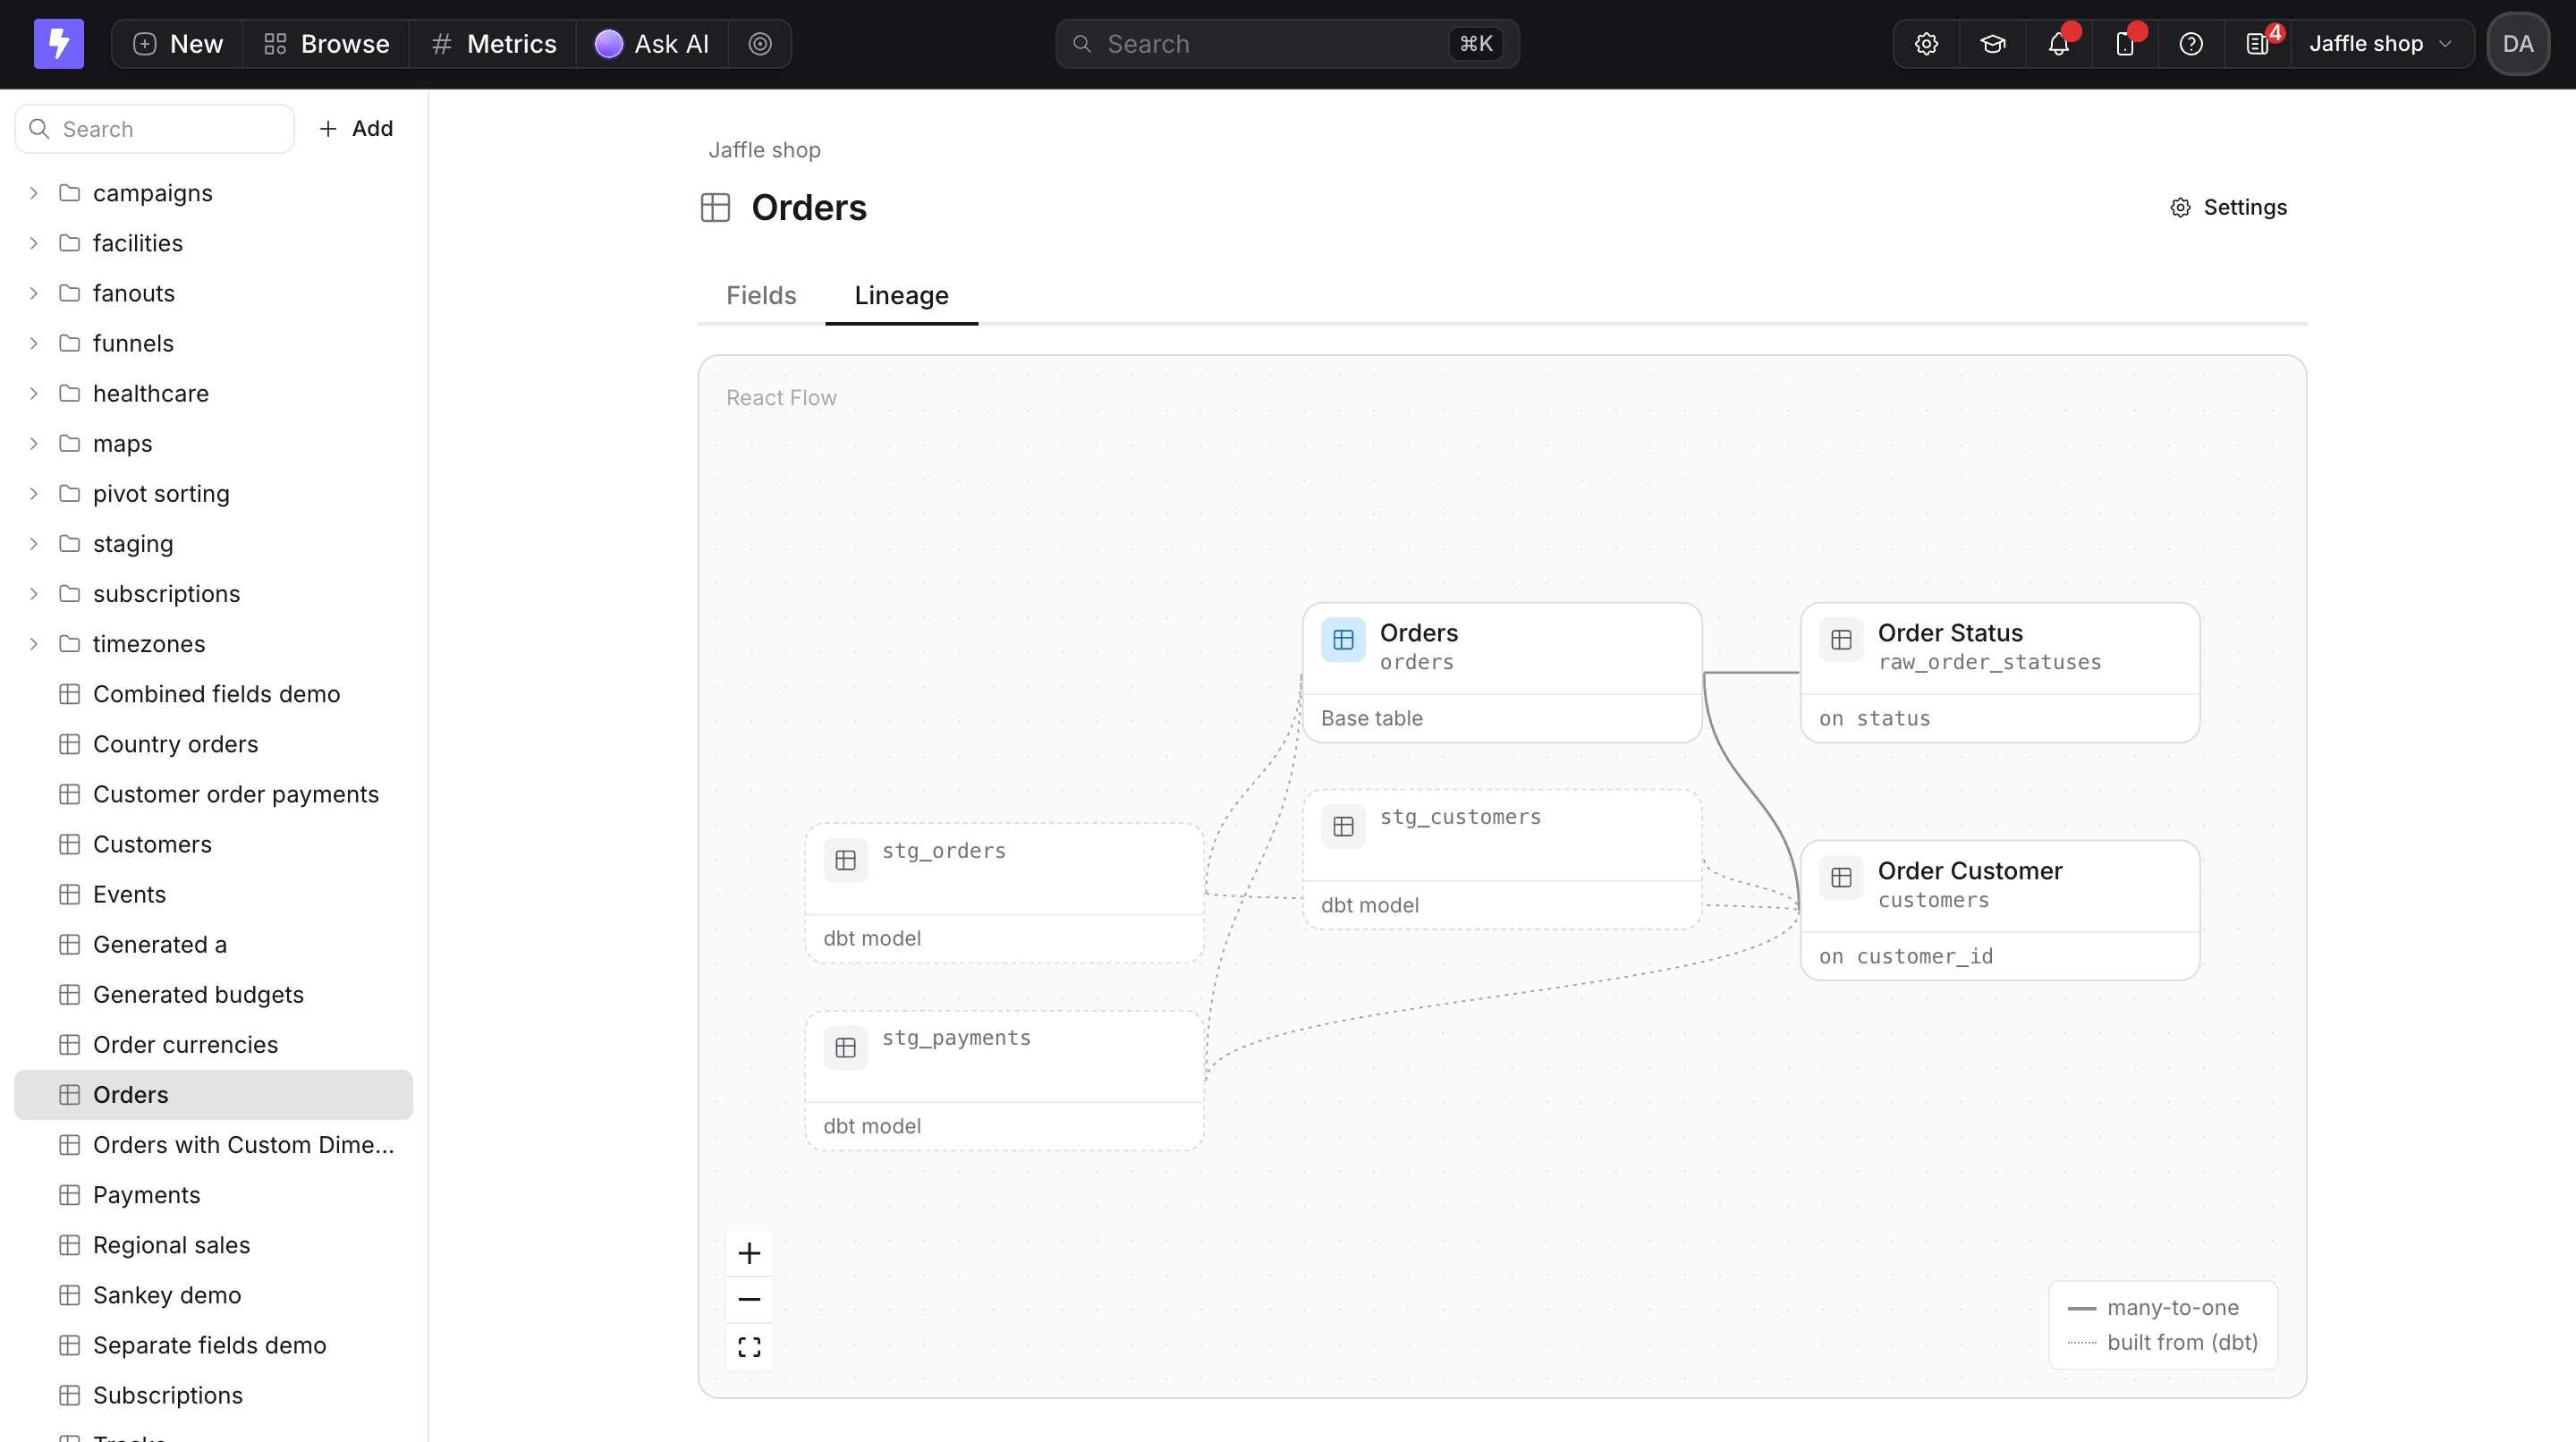 New
Browse
Metrics
Ask AI
Search
⌘K
4
Jaffle shop
DA
Search
Add
campaigns
facilities
fanouts
funnels
healthcare
maps
pivot sorting
staging
subscriptions
timezones
Combined fields demo
Country orders
Customer order payments
Customers
Events
Generated a
Generated budgets
Order currencies
Orders
Orders with Custom Dime...
Payments
Regional sales
Sankey demo
Separate fields demo
Subscriptions
Jaffle shop
Orders
Settings
Fields
Lineage
React Flow
Orders
orders
Base table
Order Status
raw_order_statuses
on status
stg_customers
dbt model
stg_orders
dbt model
Order Customer
customers
on customer_id
stg_payments
dbt model
many-to-one
built from (dbt)